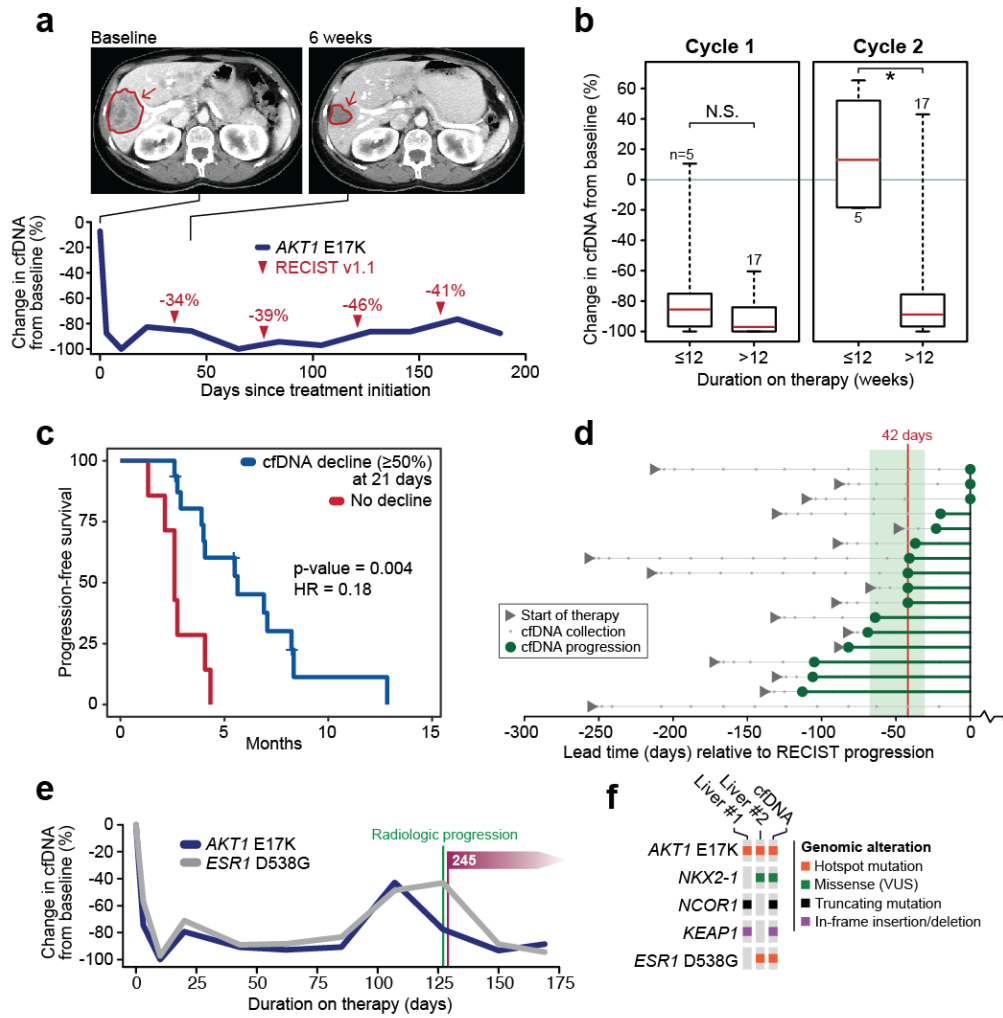 a
Baseline
6 weeks
Change in cfDNA
from baseline (%)
0
-20
-40
-60
-80
-100
AKT1 E17K
RECIST v1.1
-34%
-39%
-46%
-41%
0
50
100
150
200
Days since treatment initiation
b
Cycle 1
Cycle 2
Change in cfDNA from baseline (%)
60
40
20
0
-20
-40
-60
-80
-100
N.S.
n=5
17
*
5
17
≤12
>12
≤12
>12
Duration on therapy (weeks)
c
Progression-free survival
100
75
50
25
0
cfDNA decline (≥50%)
at 21 days
No decline
p-value = 0.004
HR = 0.18
0
5
10
15
Months
d
42 days
Start of therapy
cfDNA collection
cfDNA progression
-300
-250
-200
-150
-100
-50
0
Lead time (days) relative to RECIST progression
e
Change in cfDNA
from baseline (%)
0
-20
-40
-60
-80
-100
AKT1 E17K
ESR1 D538G
Radiologic progression
245
0
25
50
75
100
125
150
175
Duration on therapy (days)
f
Liver #1
Liver #2
cfDNA
AKT1 E17K
NKX2-1
NCOR1
KEAP1
ESR1 D538G
Genomic alteration
Hotspot mutation
Missense (VUS)
Truncating mutation
In-frame insertion/deletion